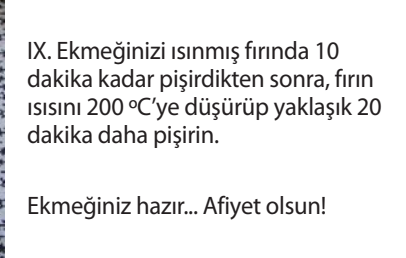 IX. Ekmeğinizi ısınmış fırında 10
dakika kadar pişirdikten sonra, fırın
ısısını 200 ºC’ye düşürüp yaklaşık 20
dakika daha pişirin.
Ekmeğiniz hazır... Afiyet olsun!